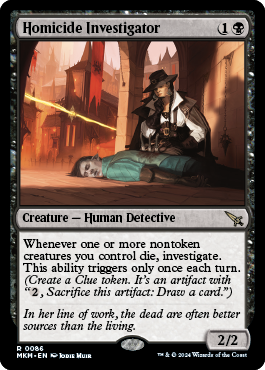 Homicide Investigator 1
Creature — Human Detective
Whenever one or more nontoken
creatures you control die, investigate.
This ability triggers only once each turn.
(Create a Clue token. It's an artifact with
“2, Sacrifice this artifact: Draw a card.”)
In her line of work, the dead are often better
sources than the living.
2/2
R 0086
MKM • EN Jodie Muir
™ & © 2024 Wizards of the Coast